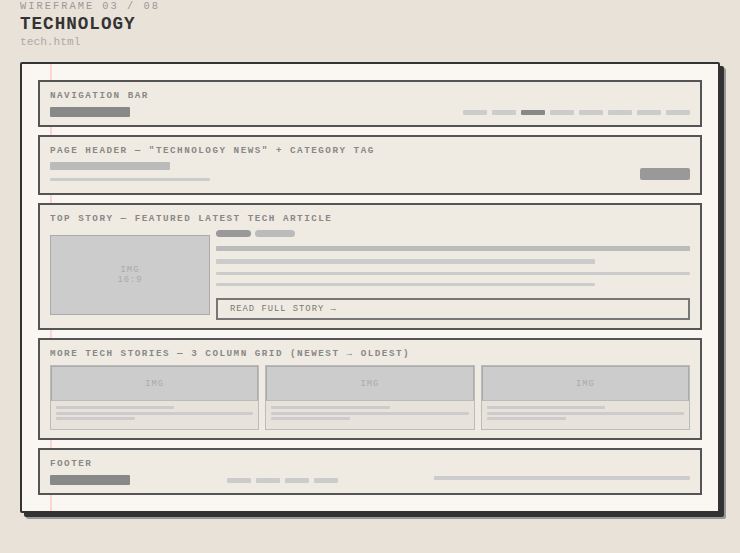 WIREFRAME 03 / 08
TECHNOLOGY
tech.html
NAVIGATION BAR
PAGE HEADER — "TECHNOLOGY NEWS" + CATEGORY TAG
TOP STORY — FEATURED LATEST TECH ARTICLE
IMG
16:9
READ FULL STORY →
MORE TECH STORIES — 3 COLUMN GRID (NEWEST → OLDEST)
IMG
IMG
IMG
FOOTER